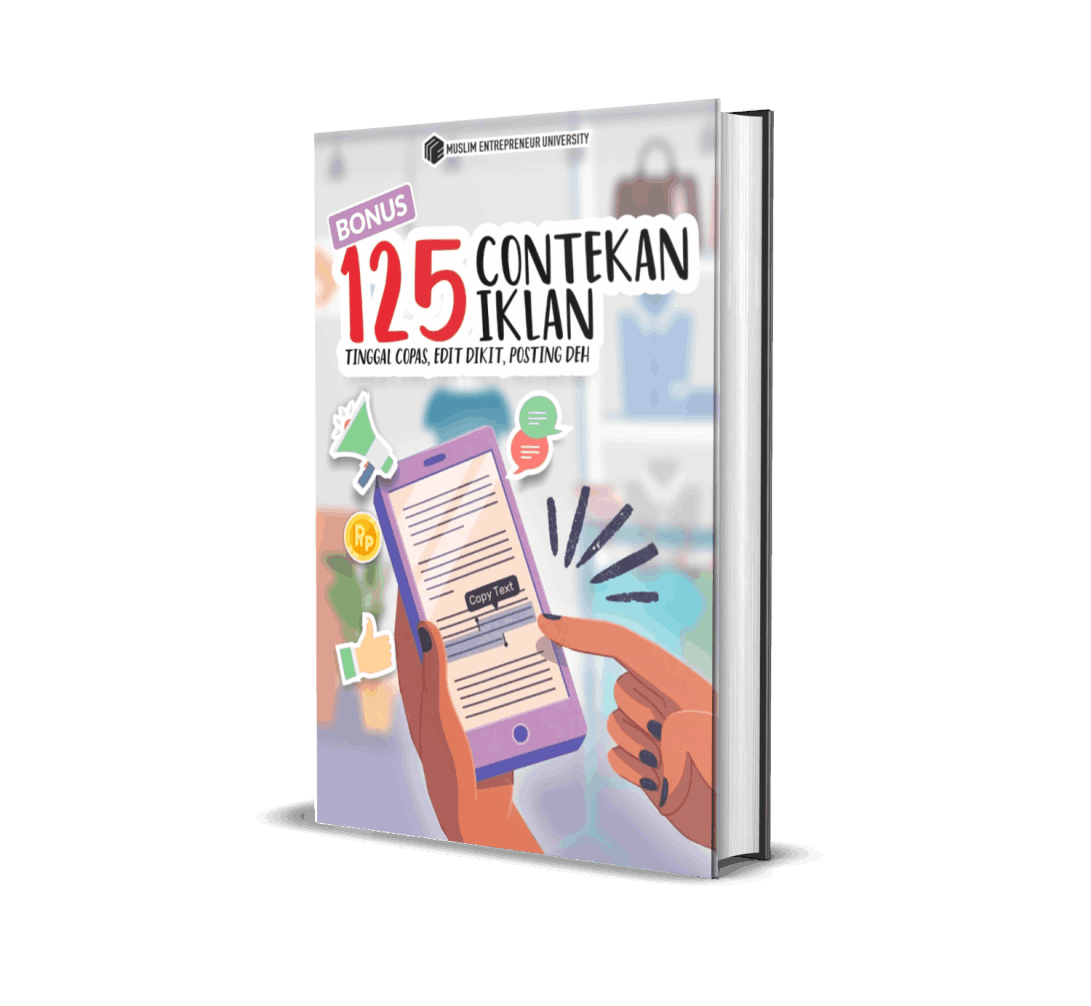 MUSLIM ENTREPRENEUR UNIVERSITY
BONUS
125 CONTEKAN
IKLAN
TINGGAL COPAS, EDIT DIKIT, POSTING DEH
Rp
Copy Text